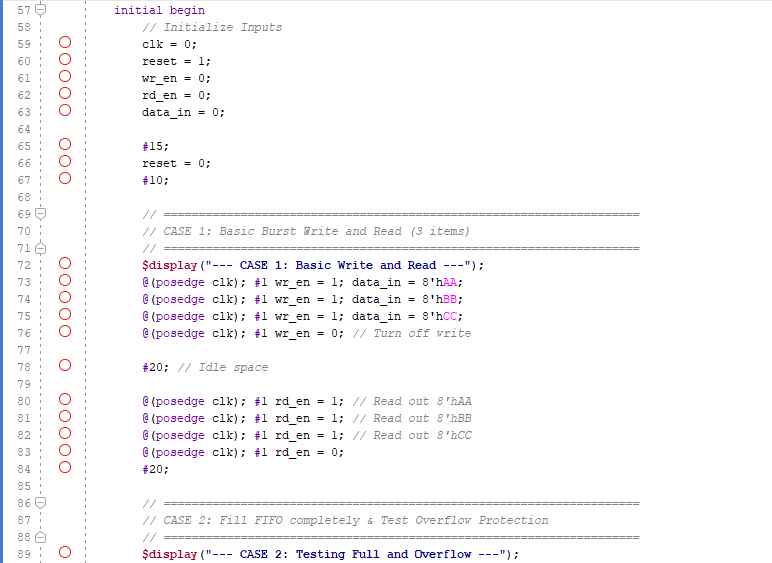 57 initial begin
58 // Initialize Inputs
59 clk = 0;
60 reset = 1;
61 wr_en = 0;
62 rd_en = 0;
63 data_in = 0;
64
65 #15;
66 reset = 0;
67 #10;
68
69 // ====================================================================
70 // CASE 1: Basic Burst Write and Read (3 items)
71 // ====================================================================
72 $display("--- CASE 1: Basic Write and Read ---");
73 @(posedge clk); #1 wr_en = 1; data_in = 8'hAA;
74 @(posedge clk); #1 wr_en = 1; data_in = 8'hBB;
75 @(posedge clk); #1 wr_en = 1; data_in = 8'hCC;
76 @(posedge clk); #1 wr_en = 0; // Turn off write
77
78 #20; // Idle space
79
80 @(posedge clk); #1 rd_en = 1; // Read out 8'hAA
81 @(posedge clk); #1 rd_en = 1; // Read out 8'hBB
82 @(posedge clk); #1 rd_en = 1; // Read out 8'hCC
83 @(posedge clk); #1 rd_en = 0;
84 #20;
85
86 // ====================================================================
87 // CASE 2: Fill FIFO completely & Test Overflow Protection
88 // ====================================================================
89 $display("--- CASE 2: Testing Full and Overflow ---");